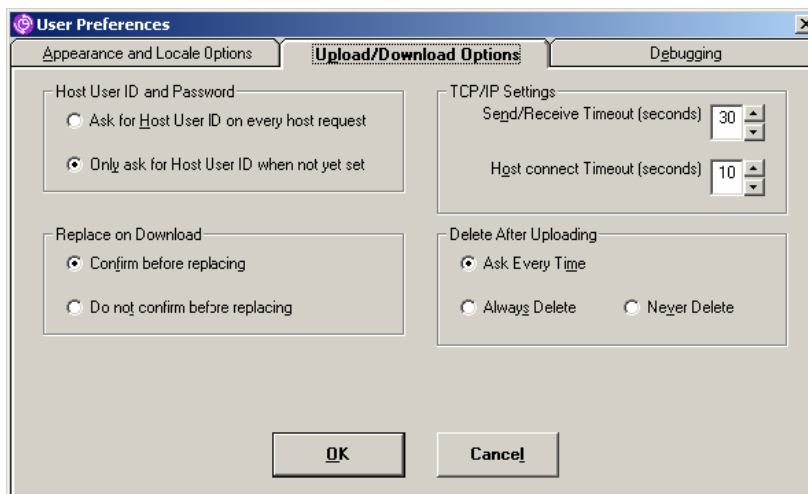 User Preferences
Appearance and Locale Options
Upload/Download Options
Debugging
Host User ID and Password
Ask for Host User ID on every host request
Only ask for Host User ID when not yet set
TCP/IP Settings
Send/Receive Timeout (seconds) 30
Host connect Timeout (seconds) 10
Replace on Download
Confirm before replacing
Do not confirm before replacing
Delete After Uploading
Ask Every Time
Always Delete
Never Delete
OK
Cancel